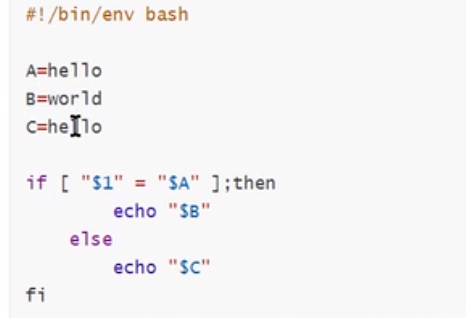 #!/bin/env bash
A=hello
B=world
C=hello
if [ "$1" = "$A" ];then
echo "$B"
else
echo "$C"
fi